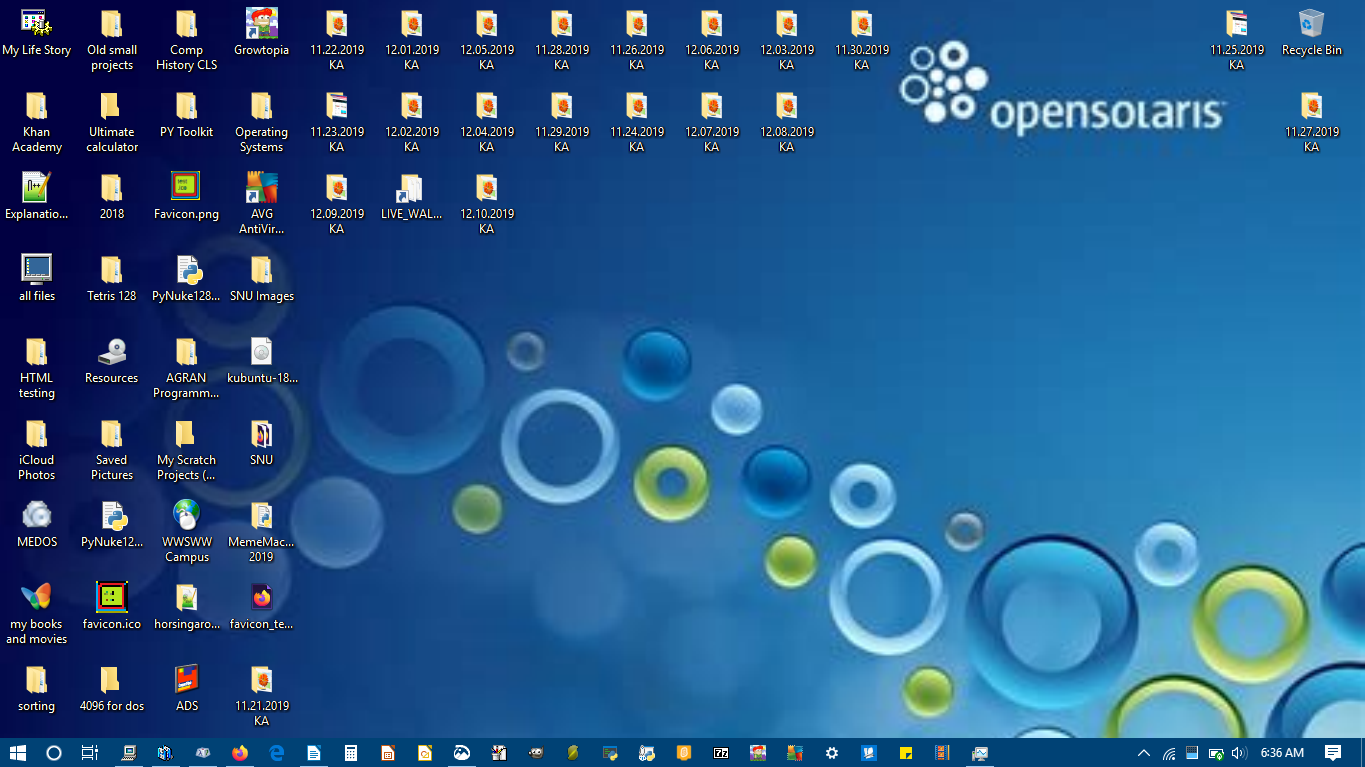 My Life Story
Old small
projects
Comp
History CLS
Growtopia
11.22.2019
KA
12.01.2019
KA
12.05.2019
KA
11.28.2019
KA
11.26.2019
KA
12.06.2019
KA
12.03.2019
KA
11.30.2019
KA
11.25.2019
KA
Recycle Bin
opensolaris
Khan
Academy
Ultimate
calculator
PY Toolkit
Operating
Systems
11.23.2019
KA
12.02.2019
KA
12.04.2019
KA
11.29.2019
KA
11.24.2019
KA
12.07.2019
KA
12.08.2019
KA
11.27.2019
KA
Explanatio...
2018
Favicon.png
AVG
AntiVir...
12.09.2019
KA
LIVE_WAL...
12.10.2019
KA
all files
Tetris 128
PyNuke128...
SNU Images
HTML
testing
Resources
AGRAN
Programm...
kubuntu-18...
iCloud
Photos
Saved
Pictures
My Scratch
Projects (...
SNU
MEDOS
PyNuke12...
WWSWW
Campus
MemeMac...
2019
my books
and movies
favicon.ico
horsingaro...
favicon_te...
sorting
4096 for dos
ADS
11.21.2019
KA
6:36 AM